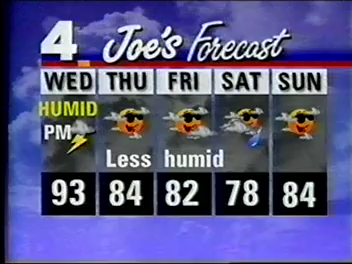 4 Joe's Forecast
WED THU FRI SAT SUN
HUMID
PM
Less humid
93 84 82 78 84